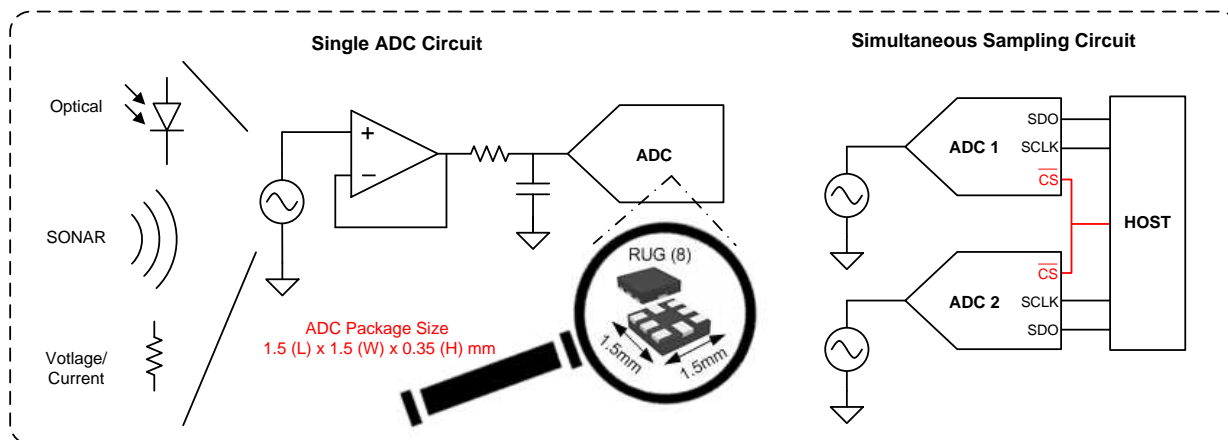 Single ADC Circuit
Simultaneous Sampling Circuit
Optical
SONAR
Votlage/
Current
+
−
ADC
RUG (8)
1.5mm
1.5mm
ADC Package Size
1.5 (L) x 1.5 (W) x 0.35 (H) mm
ADC 1
SDO
SCLK
CS
HOST
ADC 2
CS
SCLK
SDO